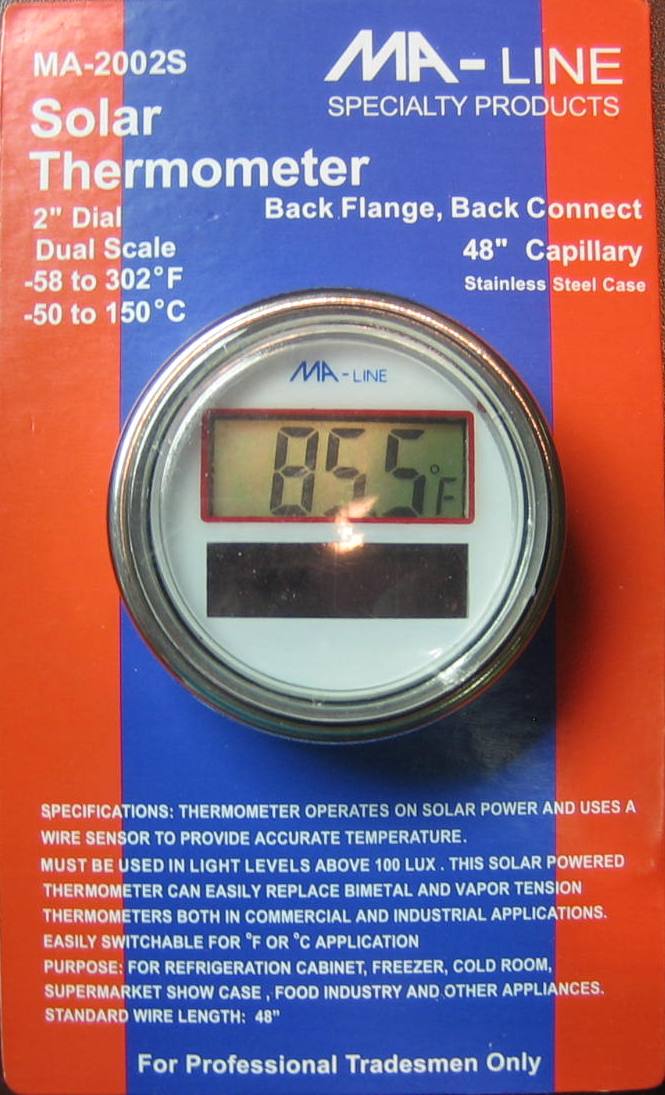 MA-2002S
MA-LINE
SPECIALTY PRODUCTS
Solar
Thermometer
2" Dial
Back Flange, Back Connect
Dual Scale
48" Capillary
-58 to 302°F
Stainless Steel Case
-50 to 150°C
MA-LINE
85.5°F
SPECIFICATIONS: THERMOMETER OPERATES ON SOLAR POWER AND USES A
WIRE SENSOR TO PROVIDE ACCURATE TEMPERATURE.
MUST BE USED IN LIGHT LEVELS ABOVE 100 LUX . THIS SOLAR POWERED
THERMOMETER CAN EASILY REPLACE BIMETAL AND VAPOR TENSION
THERMOMETERS BOTH IN COMMERCIAL AND INDUSTRIAL APPLICATIONS.
EASILY SWITCHABLE FOR °F OR °C APPLICATION
PURPOSE: FOR REFRIGERATION CABINET, FREEZER, COLD ROOM,
SUPERMARKET SHOW CASE , FOOD INDUSTRY AND OTHER APPLIANCES.
STANDARD WIRE LENGTH: 48"
For Professional Tradesmen Only